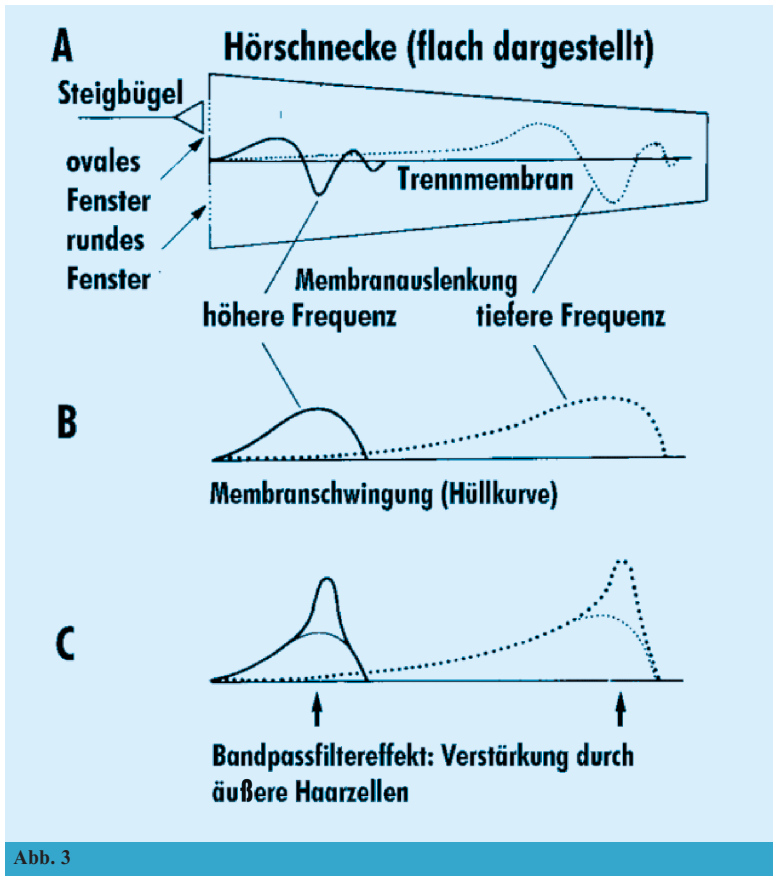 A
Hörschnecke (flach dargestellt)
Steigbügel
ovales
Fenster
rundes
Fenster
Trennmembran
Membranauslenkung
höhere Frequenz
tiefere Frequenz
B
Membranschwingung (Hüllkurve)
C
Bandpassfiltereffekt: Verstärkung durch
äußere Haarzellen
Abb. 3